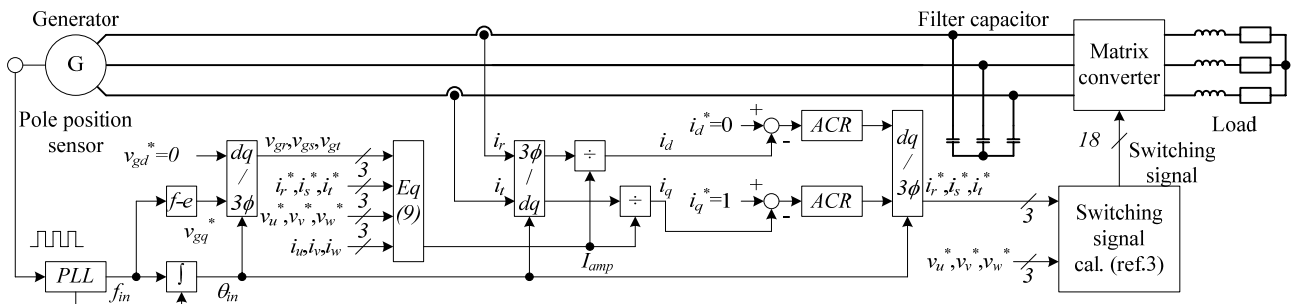 Generator
Filter capacitor
G
Matrix
converter
Pole position
sensor
Load
18
Switching
signal
v_gd^*=0
dq
/
3ϕ
v_gr,v_gs,v_gt
3
i_r^*,i_s^*,i_t^*
3
v_u^*,v_v^*,v_w^*
3
i_u,i_v,i_w
3
Eq
(9)
f-e
v_gq^*
i_r
i_t
3ϕ
/
dq
÷
÷
i_d
i_q
I_amp
i_d^*=0
+
-
ACR
i_q^*=1
+
-
ACR
dq
/
3ϕ
i_r^*,i_s^*,i_t^*
3
Switching
signal
cal. (ref.3)
v_u^*,v_v^*,v_w^*
3
PLL
f_in
∫
θ_in